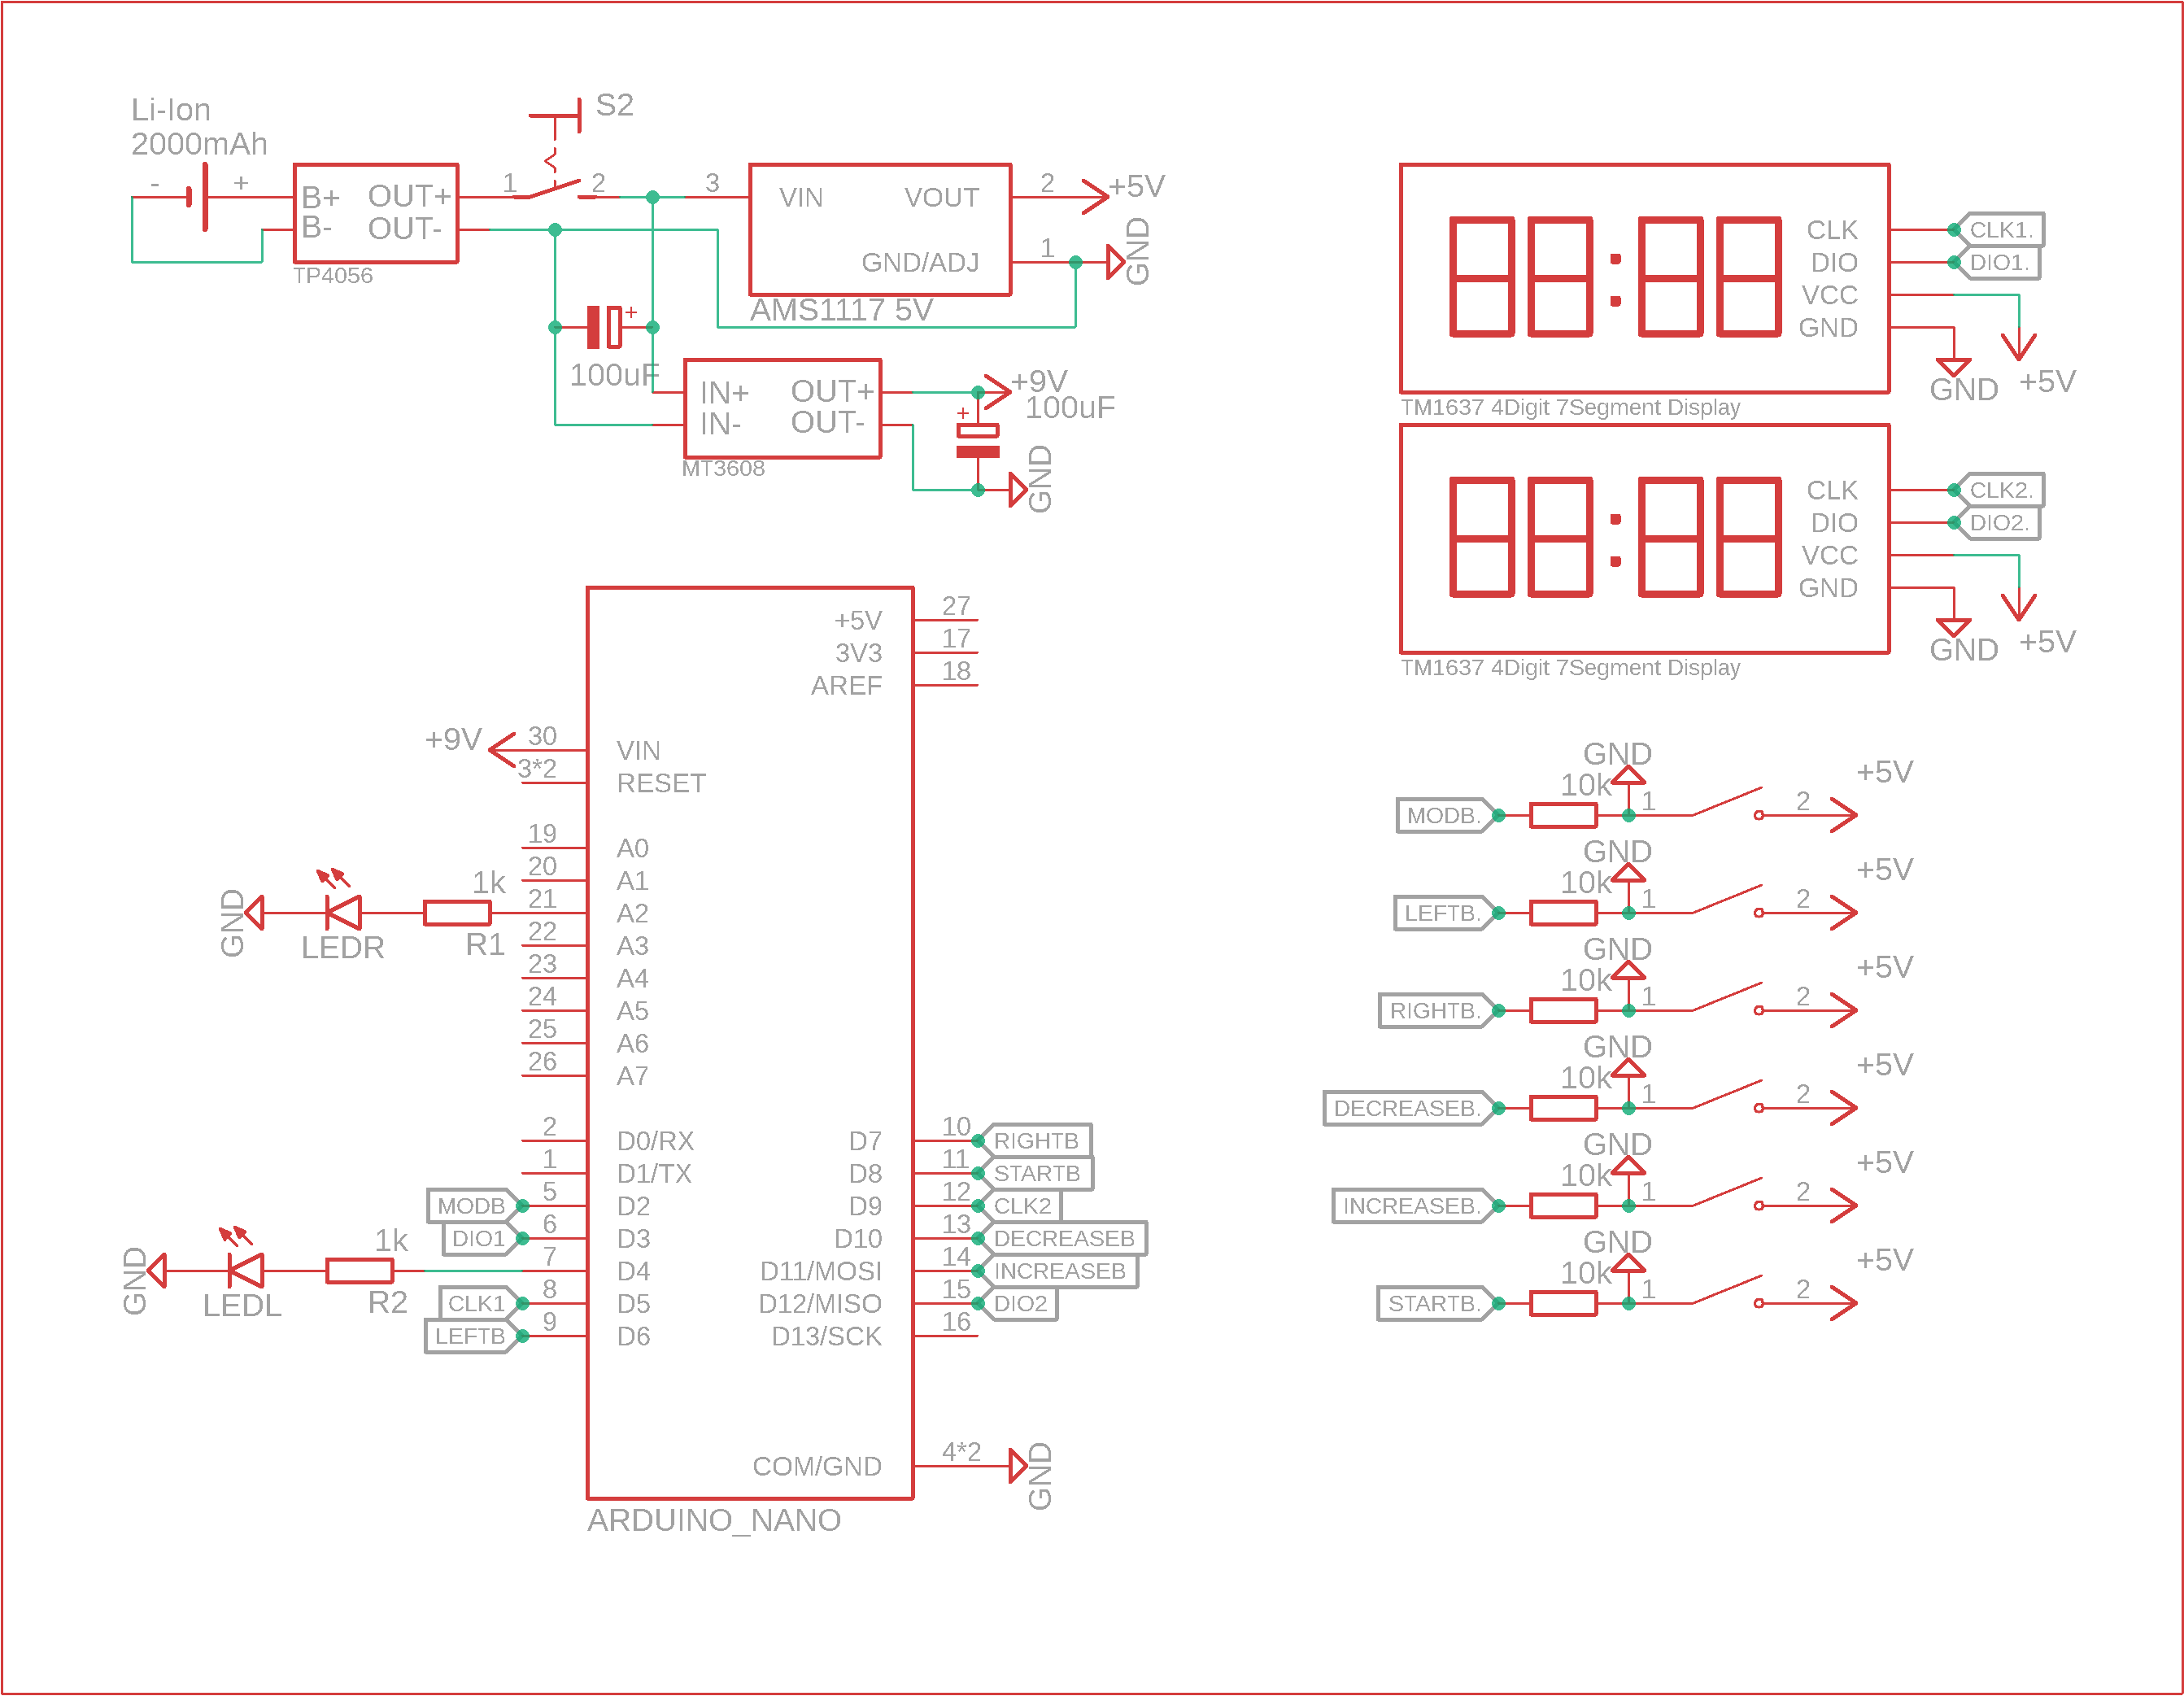 Li-Ion
2000mAh
- +
B+ OUT+
B- OUT-
TP4056
S2
1 2
3 VIN VOUT 2 +5V
GND/ADJ 1 GND
AMS1117 5V
+
100uF
IN+ OUT+
IN- OUT-
MT3608
+9V
100uF
+
GND
CLK CLK1.
DIO DIO1.
VCC
GND
GND +5V
TM1637 4Digit 7Segment Display
CLK CLK2.
DIO DIO2.
VCC
GND
GND +5V
TM1637 4Digit 7Segment Display
+5V 27
3V3 17
AREF 18
+9V 30 VIN
3*2 RESET
19 A0
20 A1
GND LEDR 1k R1 21 A2
22 A3
23 A4
24 A5
25 A6
26 A7
2 D0/RX
1 D1/TX
MODB 5 D2
DIO1 6 D3
GND LEDL 1k R2 7 D4
CLK1 8 D5
LEFTB 9 D6
D7 10 RIGHTB
D8 11 STARTB
D9 12 CLK2
D10 13 DECREASEB
D11/MOSI 14 INCREASEB
D12/MISO 15 DIO2
D13/SCK 16
COM/GND 4*2 GND
ARDUINO_NANO
GND
MODB. 10k 1 2 +5V
GND
LEFTB. 10k 1 2 +5V
GND
RIGHTB. 10k 1 2 +5V
GND
DECREASEB. 10k 1 2 +5V
GND
INCREASEB. 10k 1 2 +5V
GND
STARTB. 10k 1 2 +5V